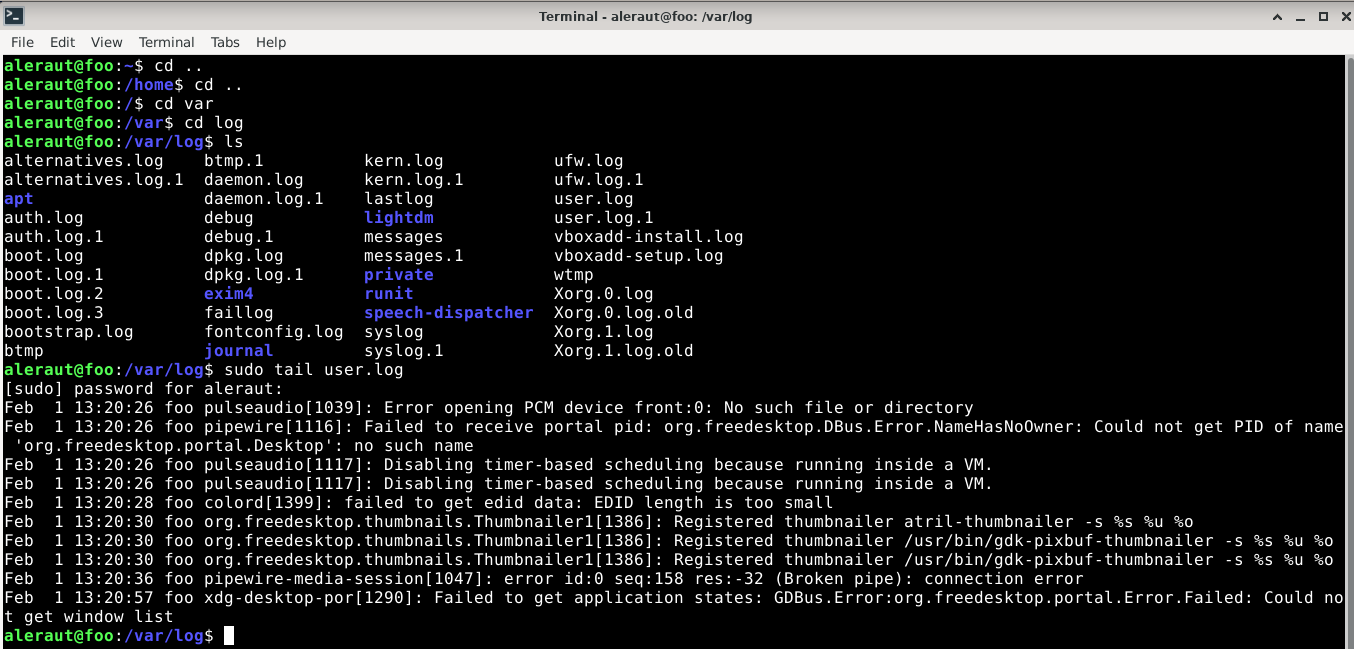 Terminal - aleraut@foo: /var/log
File Edit View Terminal Tabs Help
aleraut@foo:~$ cd ..
aleraut@foo:/home$ cd ..
aleraut@foo:/$ cd var
aleraut@foo:/var$ cd log
aleraut@foo:/var/log$ ls
alternatives.log    btmp.1          kern.log           ufw.log
alternatives.log.1  daemon.log      kern.log.1         ufw.log.1
apt                 daemon.log.1    lastlog            user.log
auth.log            debug           lightdm            user.log.1
auth.log.1          debug.1         messages           vboxadd-install.log
boot.log            dpkg.log        messages.1         vboxadd-setup.log
boot.log.1          dpkg.log.1      private            wtmp
boot.log.2          exim4           runit              Xorg.0.log
boot.log.3          faillog         speech-dispatcher  Xorg.0.log.old
bootstrap.log       fontconfig.log  syslog             Xorg.1.log
btmp                journal         syslog.1           Xorg.1.log.old
aleraut@foo:/var/log$ sudo tail user.log
[sudo] password for aleraut:
Feb  1 13:20:26 foo pulseaudio[1039]: Error opening PCM device front:0: No such file or directory
Feb  1 13:20:26 foo pipewire[1116]: Failed to receive portal pid: org.freedesktop.DBus.Error.NameHasNoOwner: Could not get PID of name
 'org.freedesktop.portal.Desktop': no such name
Feb  1 13:20:26 foo pulseaudio[1117]: Disabling timer-based scheduling because running inside a VM.
Feb  1 13:20:26 foo pulseaudio[1117]: Disabling timer-based scheduling because running inside a VM.
Feb  1 13:20:28 foo colord[1399]: failed to get edid data: EDID length is too small
Feb  1 13:20:30 foo org.freedesktop.thumbnails.Thumbnailer1[1386]: Registered thumbnailer atril-thumbnailer -s %s %u %o
Feb  1 13:20:30 foo org.freedesktop.thumbnails.Thumbnailer1[1386]: Registered thumbnailer /usr/bin/gdk-pixbuf-thumbnailer -s %s %u %o
Feb  1 13:20:30 foo org.freedesktop.thumbnails.Thumbnailer1[1386]: Registered thumbnailer /usr/bin/gdk-pixbuf-thumbnailer -s %s %u %o
Feb  1 13:20:36 foo pipewire-media-session[1047]: error id:0 seq:158 res:-32 (Broken pipe): connection error
Feb  1 13:20:57 foo xdg-desktop-por[1290]: Failed to get application states: GDBus.Error:org.freedesktop.portal.Error.Failed: Could no
t get window list
aleraut@foo:/var/log$